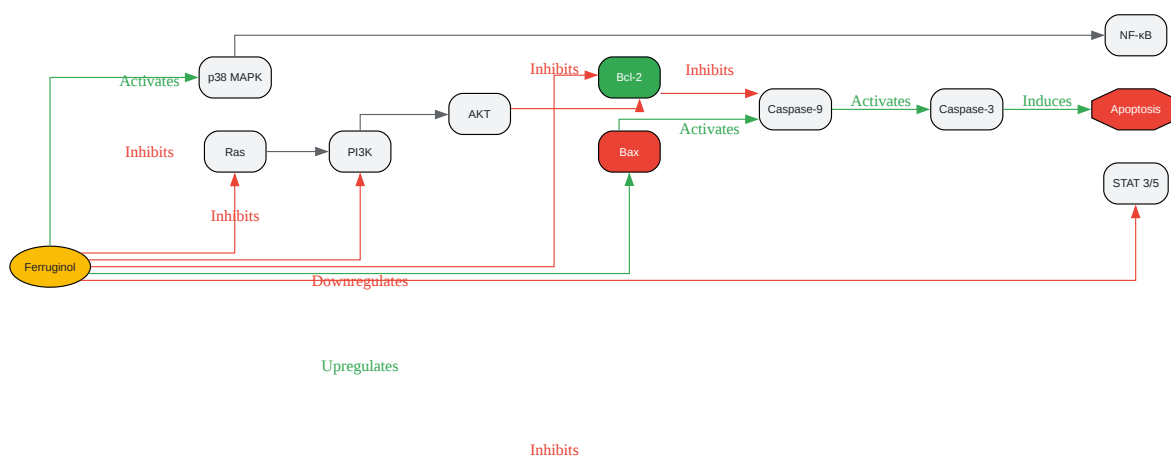 NF-κB
p38 MAPK
Activates
Inhibits
Bcl-2
Inhibits
AKT
Caspase-9
Activates
Caspase-3
Induces
Apoptosis
Activates
Inhibits
Ras
PI3K
Bax
STAT 3/5
Inhibits
Ferruginol
Downregulates
Upregulates
Inhibits